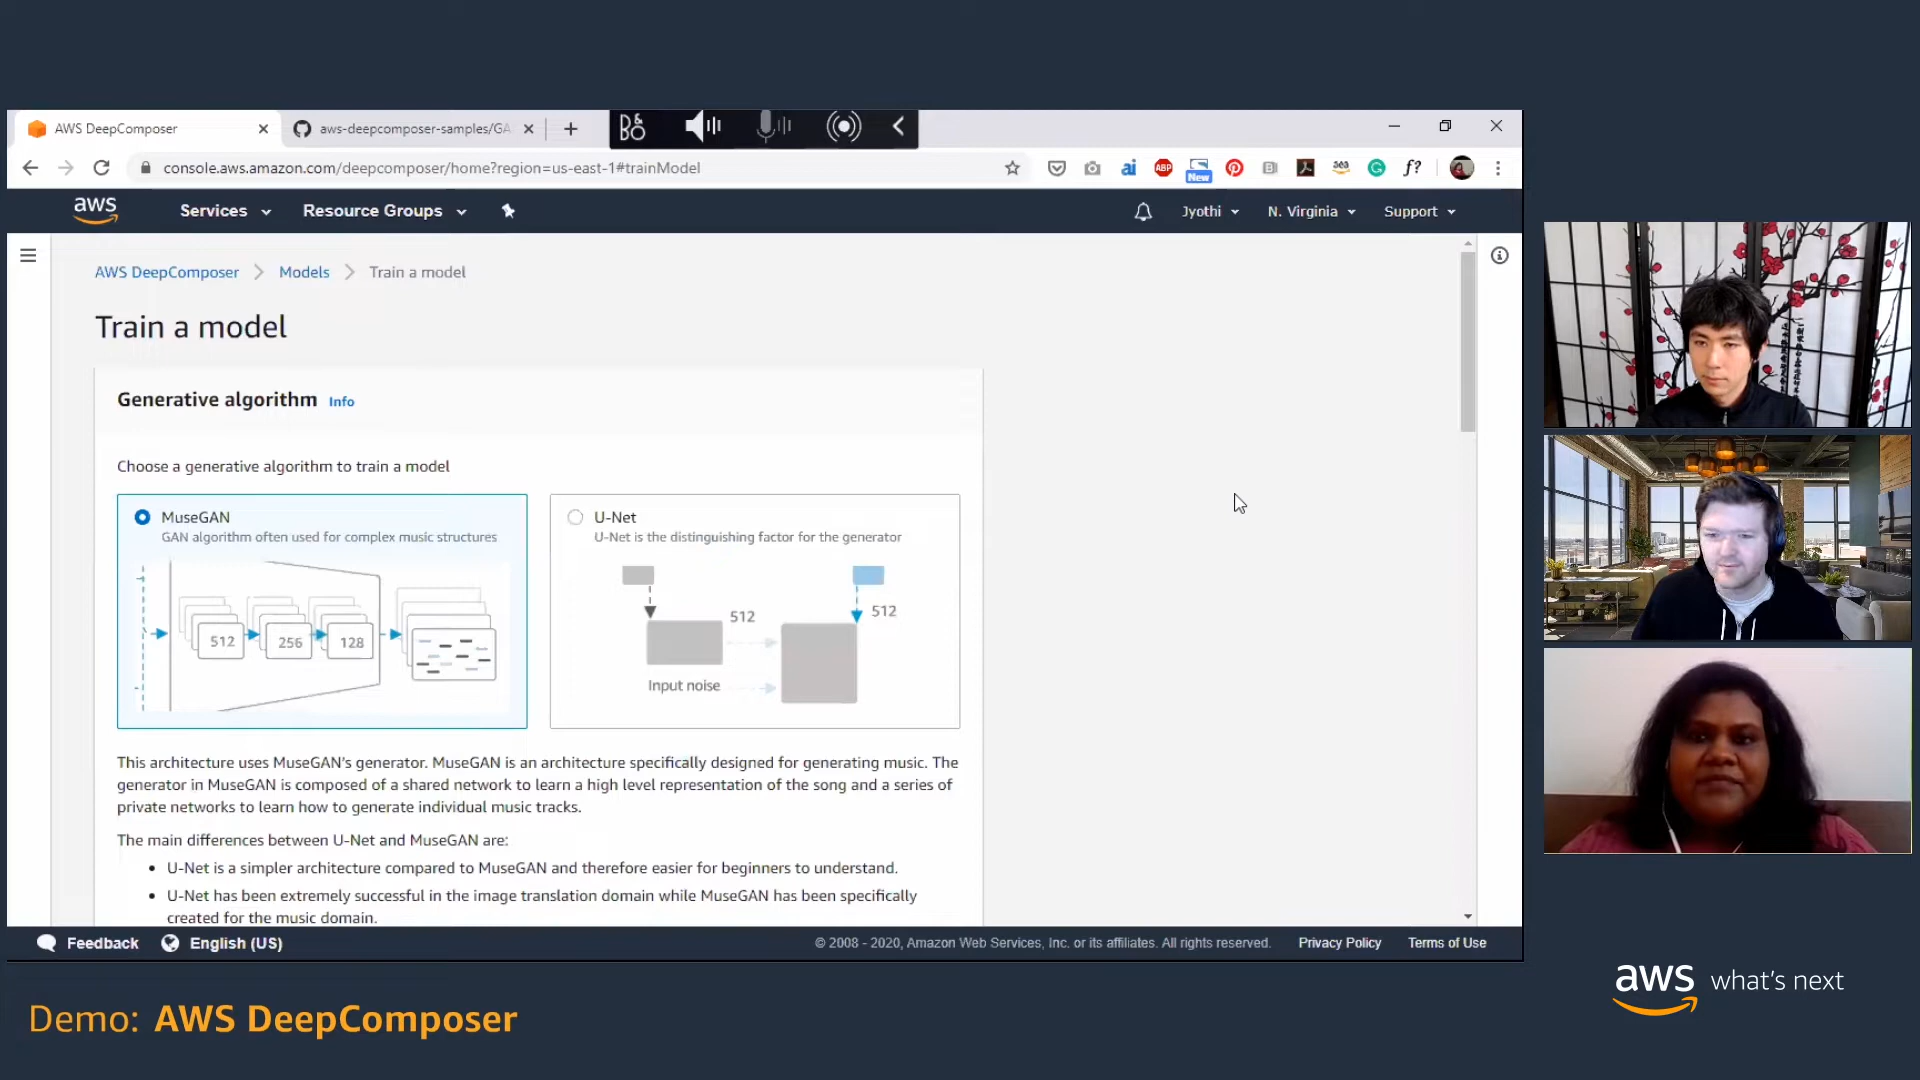 AWS DeepComposer
aws-deepcomposer-samples/GA
B&O
console.aws.amazon.com/deepcomposer/home?region=us-east-1#trainModel
ai
ABP
New
f?
aws
Services
Resource Groups
Jyothi
N. Virginia
Support
AWS DeepComposer
Models
Train a model
Train a model
Generative algorithm Info
Choose a generative algorithm to train a model
MuseGAN
GAN algorithm often used for complex music structures
512
256
128
U-Net
U-Net is the distinguishing factor for the generator
512
512
Input noise
This architecture uses MuseGAN's generator. MuseGAN is an architecture specifically designed for generating music. The
generator in MuseGAN is composed of a shared network to learn a high level representation of the song and a series of
private networks to learn how to generate individual music tracks.
The main differences between U-Net and MuseGAN are:
• U-Net is a simpler architecture compared to MuseGAN and therefore easier for beginners to understand.
• U-Net has been extremely successful in the image translation domain while MuseGAN has been specifically
created for the music domain.
Feedback
English (US)
© 2008 - 2020, Amazon Web Services, Inc. or its affiliates. All rights reserved.
Privacy Policy
Terms of Use
Demo: AWS DeepComposer
aws what's next